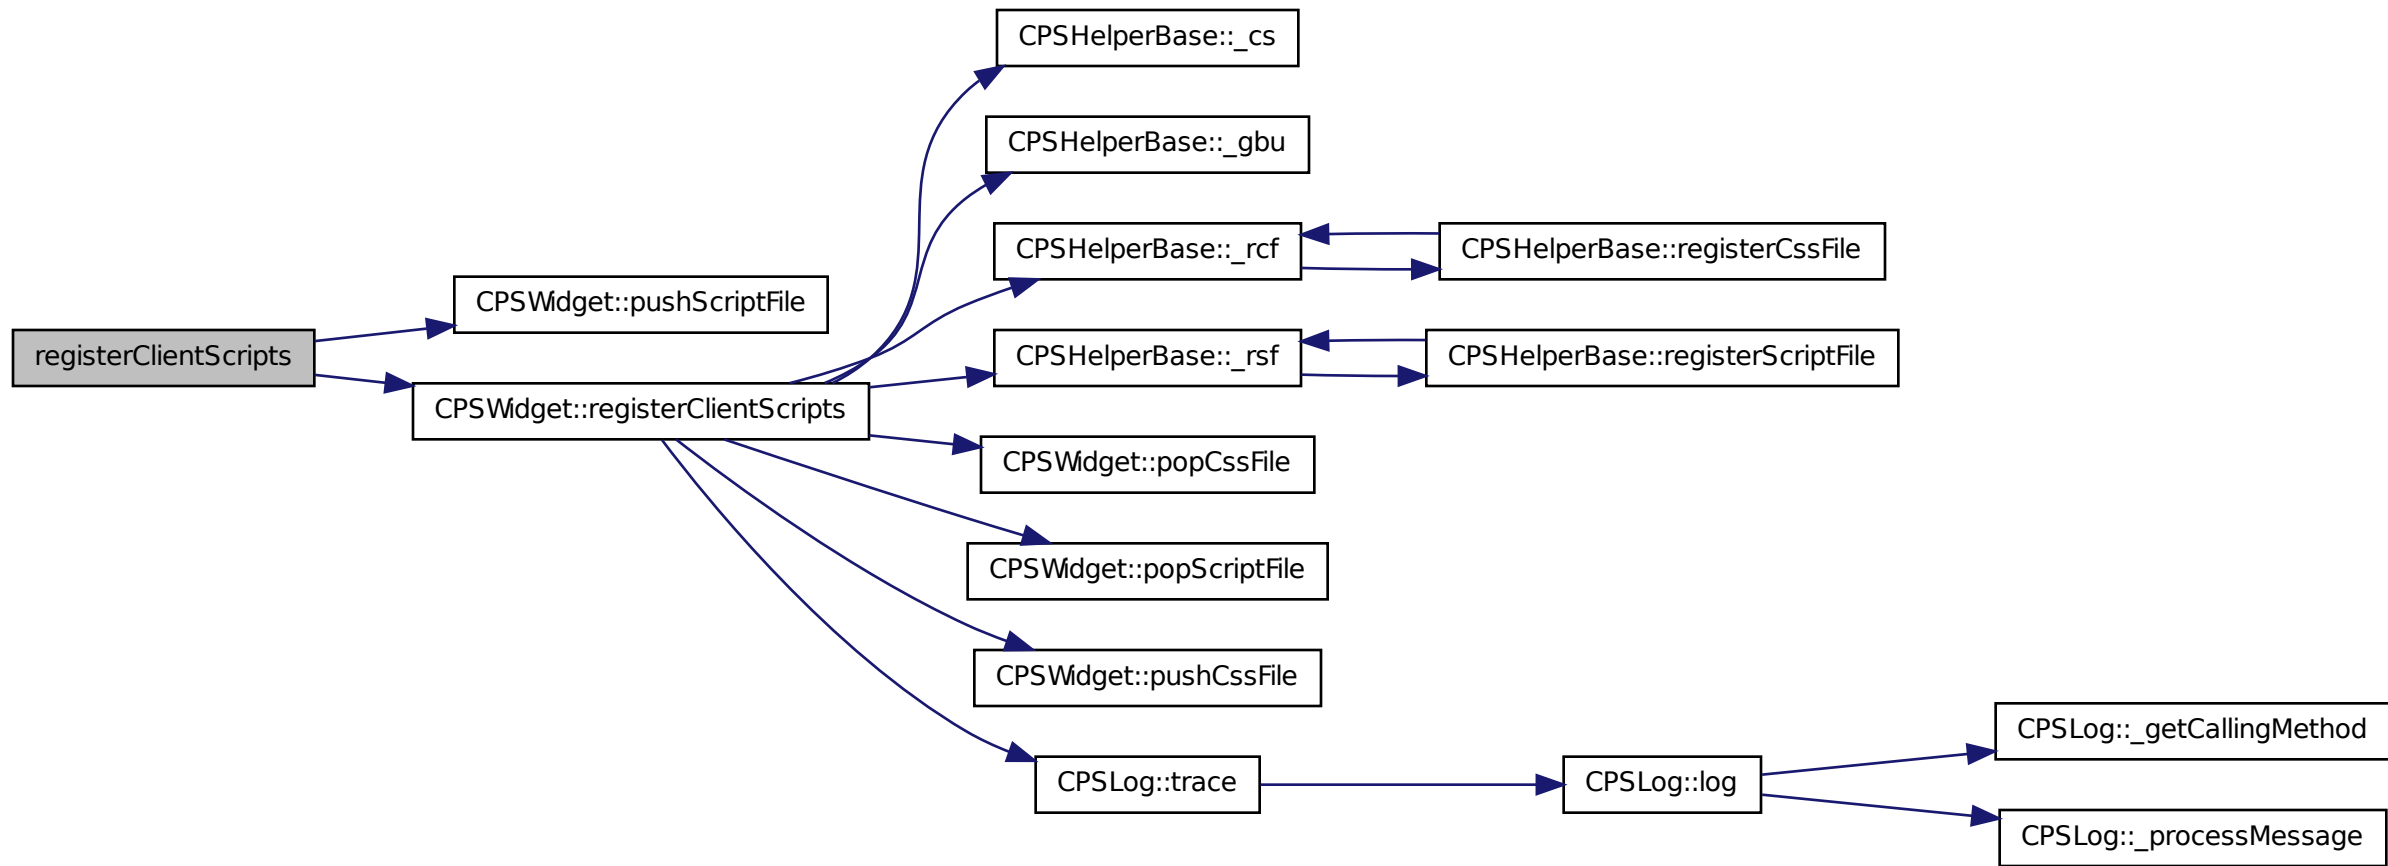 CPSHelperBase::_cs
CPSHelperBase::_gbu
CPSHelperBase::_rcf
CPSHelperBase::registerCssFile
CPSWidget::pushScriptFile
registerClientScripts
CPSHelperBase::_rsf
CPSHelperBase::registerScriptFile
CPSWidget::registerClientScripts
CPSWidget::popCssFile
CPSWidget::popScriptFile
CPSWidget::pushCssFile
CPSLog::_getCallingMethod
CPSLog::trace
CPSLog::log
CPSLog::_processMessage